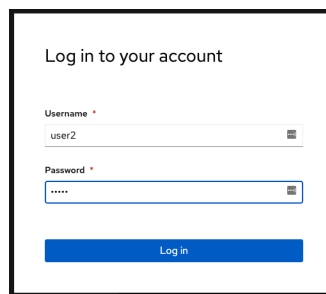 Log in to your account
Username *
user2
Password *
•••••
Log in